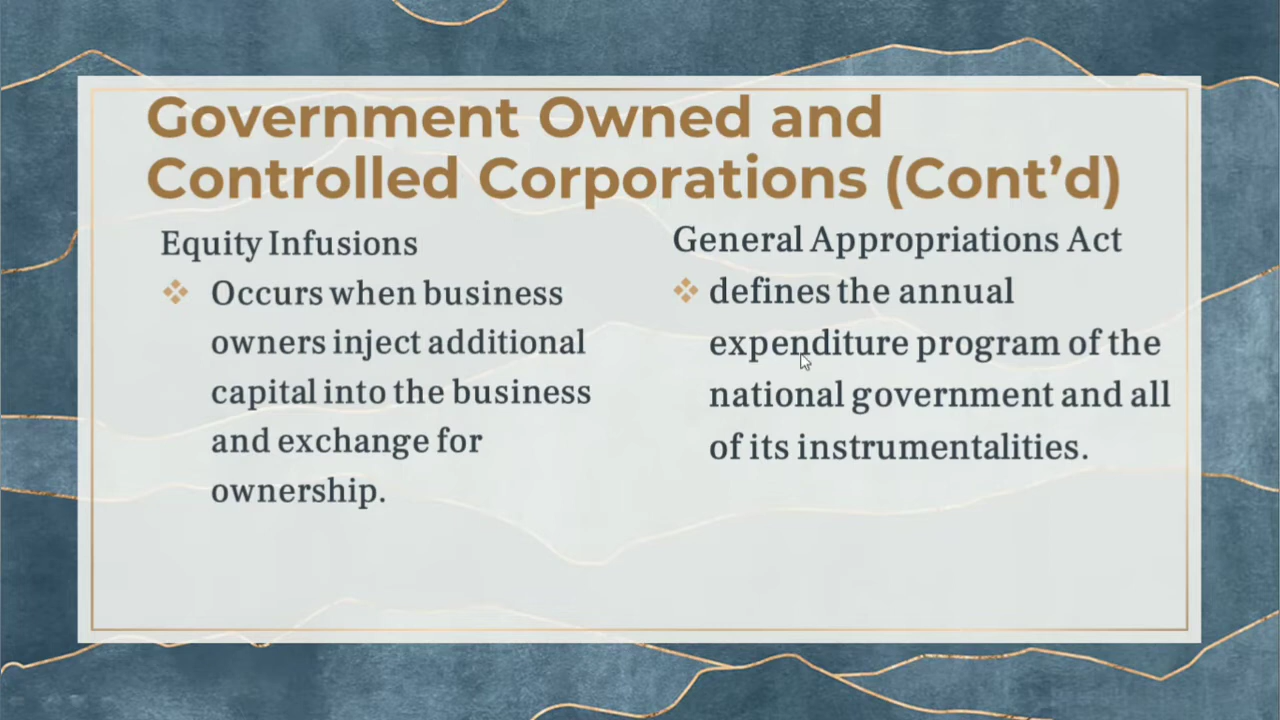 Government Owned and
Controlled Corporations (Cont’d)
Equity Infusions
Occurs when business
owners inject additional
capital into the business
and exchange for
ownership.
General Appropriations Act
defines the annual
expenditure program of the
national government and all
of its instrumentalities.